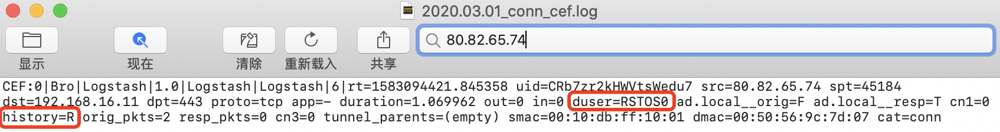 2020.03.01_conn_cef.log
80.82.65.74
显示
现在
清除
重新载入
共享
CEF:0|Bro|Logstash|1.0|Logstash|Logstash|6|rt=1583094421.845358 uid=CRb7zr2kHWVtsWedu7 src=80.82.65.74 spt=45184
dst=192.168.16.11 dpt=443 proto=tcp app=- duration=1.069962 out=0 in=0 duser=RSTOS0 ad.local__orig=F ad.local__resp=T cn1=0
history=R orig_pkts=2 resp_pkts=0 cn3=0 tunnel_parents=(empty) smac=00:10:db:ff:10:01 dmac=00:50:56:9c:7d:07 cat=conn